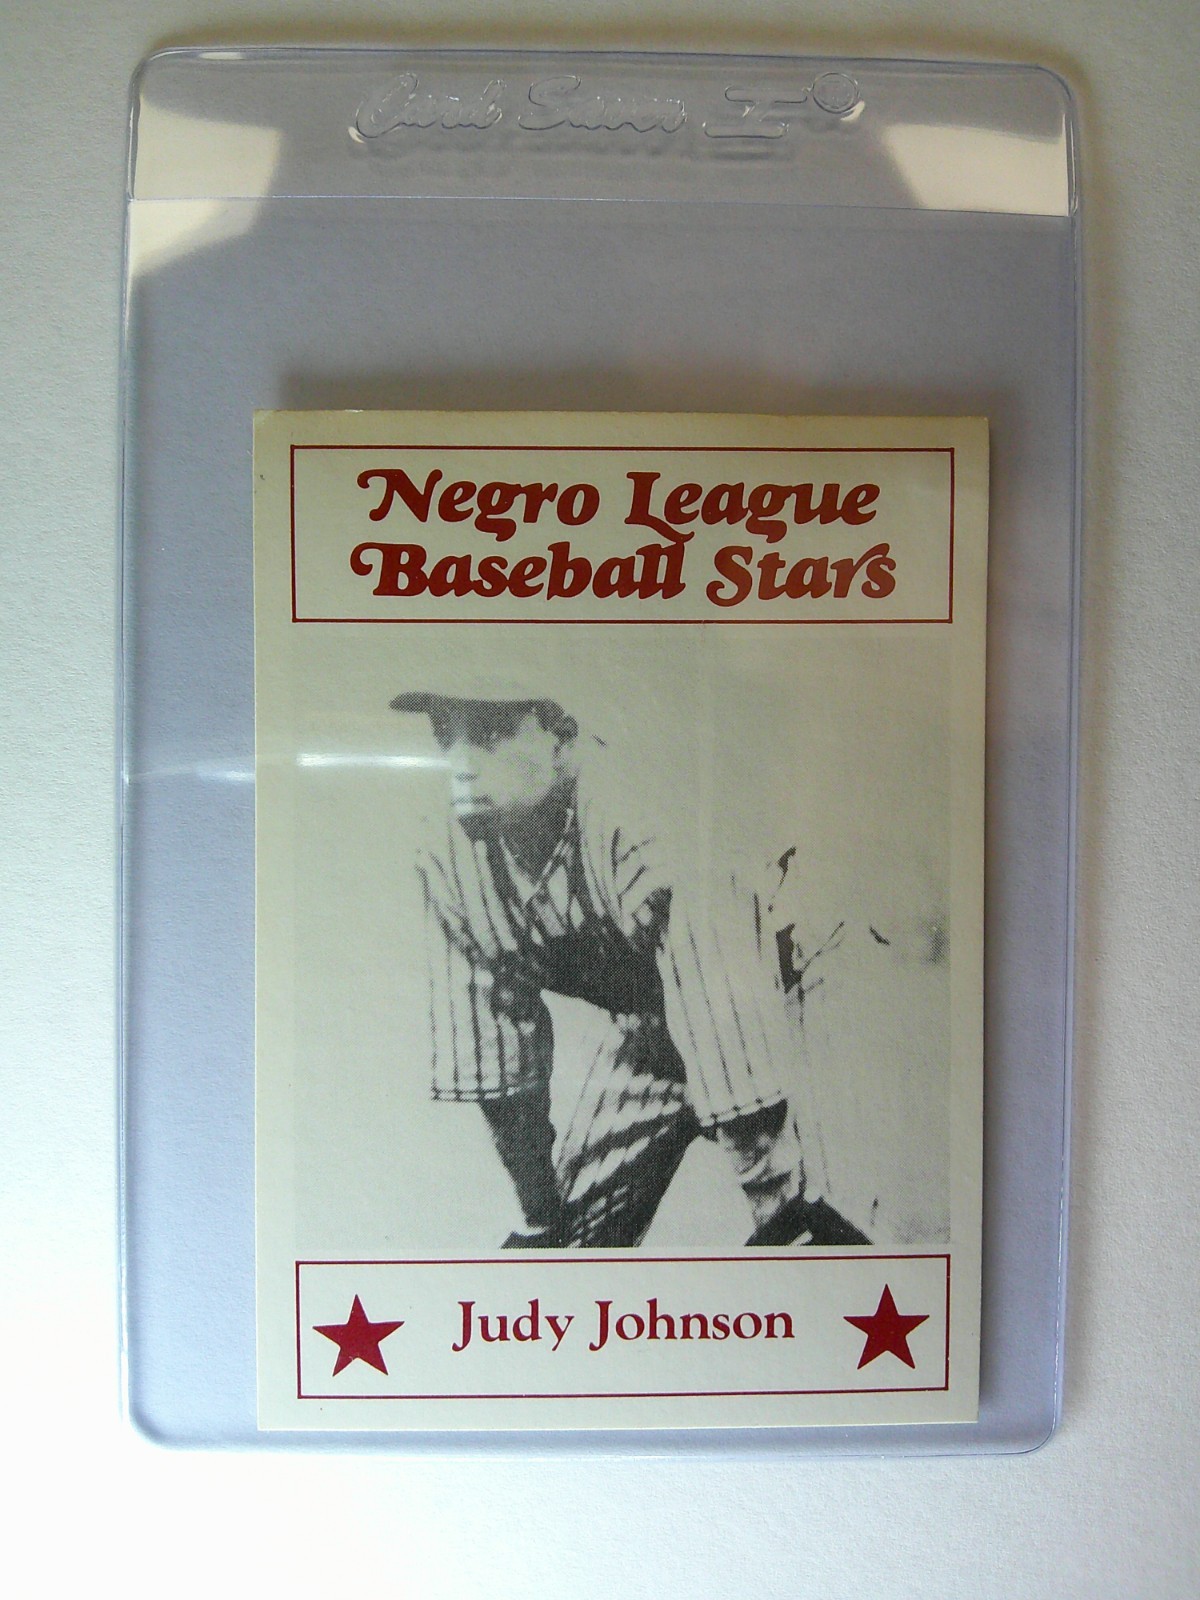 Card Saver I
Negro League
Baseball Stars
Judy Johnson